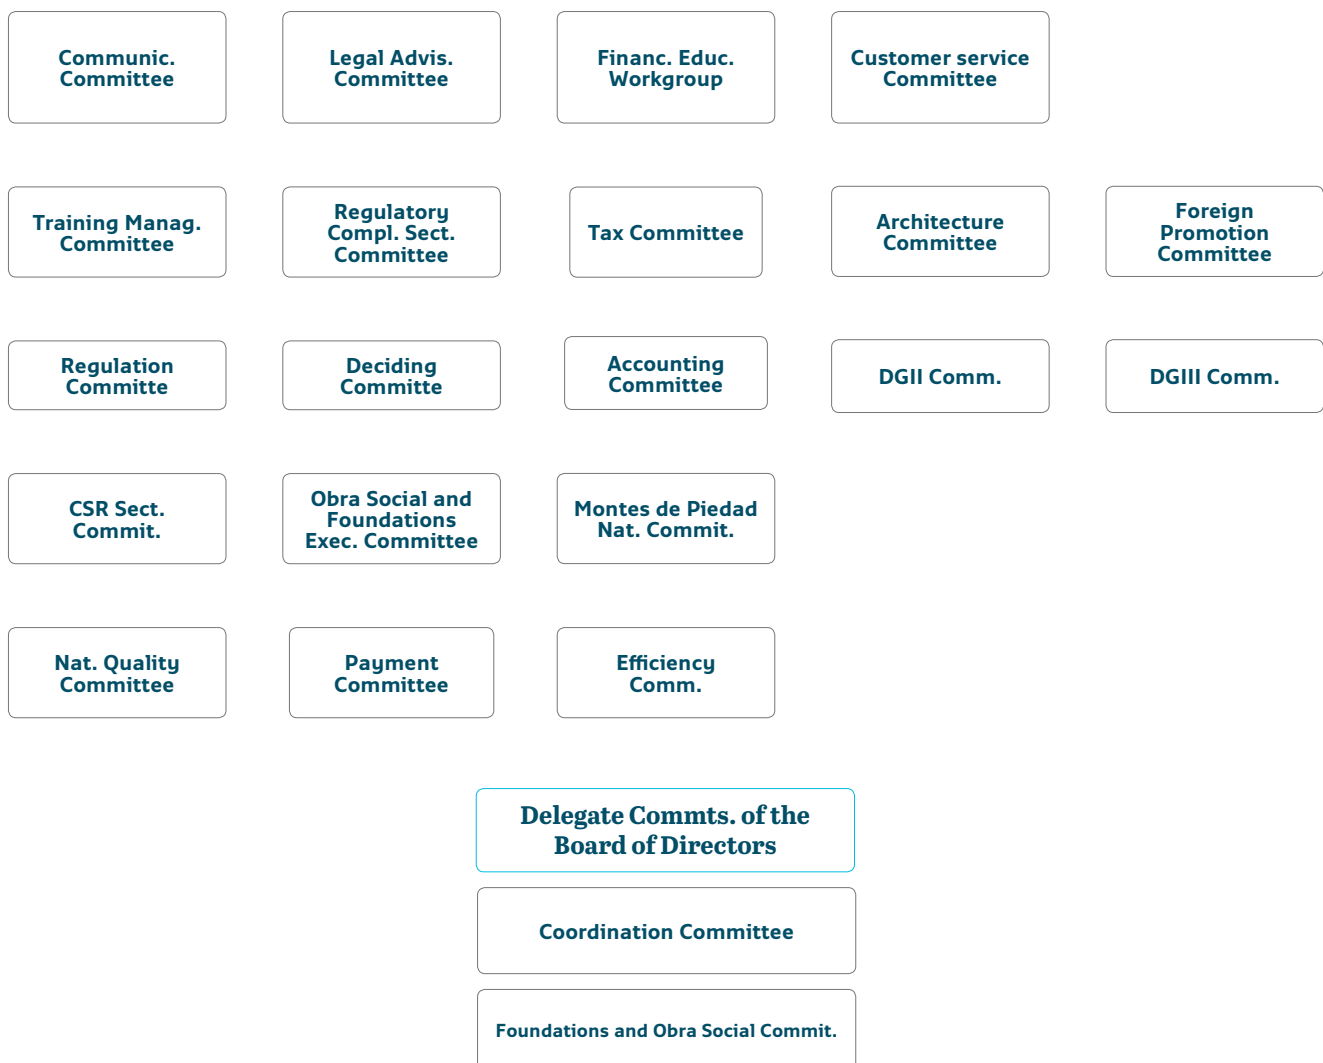 Communic.
Committee
Legal Advis.
Committee
Financ. Educ.
Workgroup
Customer service
Committee
Training Manag.
Committee
Regulatory
Compl. Sect.
Committee
Tax Committee
Architecture
Committee
Foreign
Promotion
Committee
Regulation
Committe
Deciding
Committe
Accounting
Committee
DGII Comm.
DGIII Comm.
CSR Sect.
Commit.
Obra Social and
Foundations
Exec. Committee
Montes de Piedad
Nat. Commit.
Nat. Quality
Committee
Payment
Committee
Efficiency
Comm.
Delegate Commts. of the
Board of Directors
Coordination Committee
Foundations and Obra Social Commit.